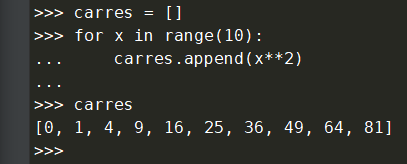 >>> carres = []
>>> for x in range(10):
...     carres.append(x**2)
...
>>> carres
[0, 1, 4, 9, 16, 25, 36, 49, 64, 81]
>>>